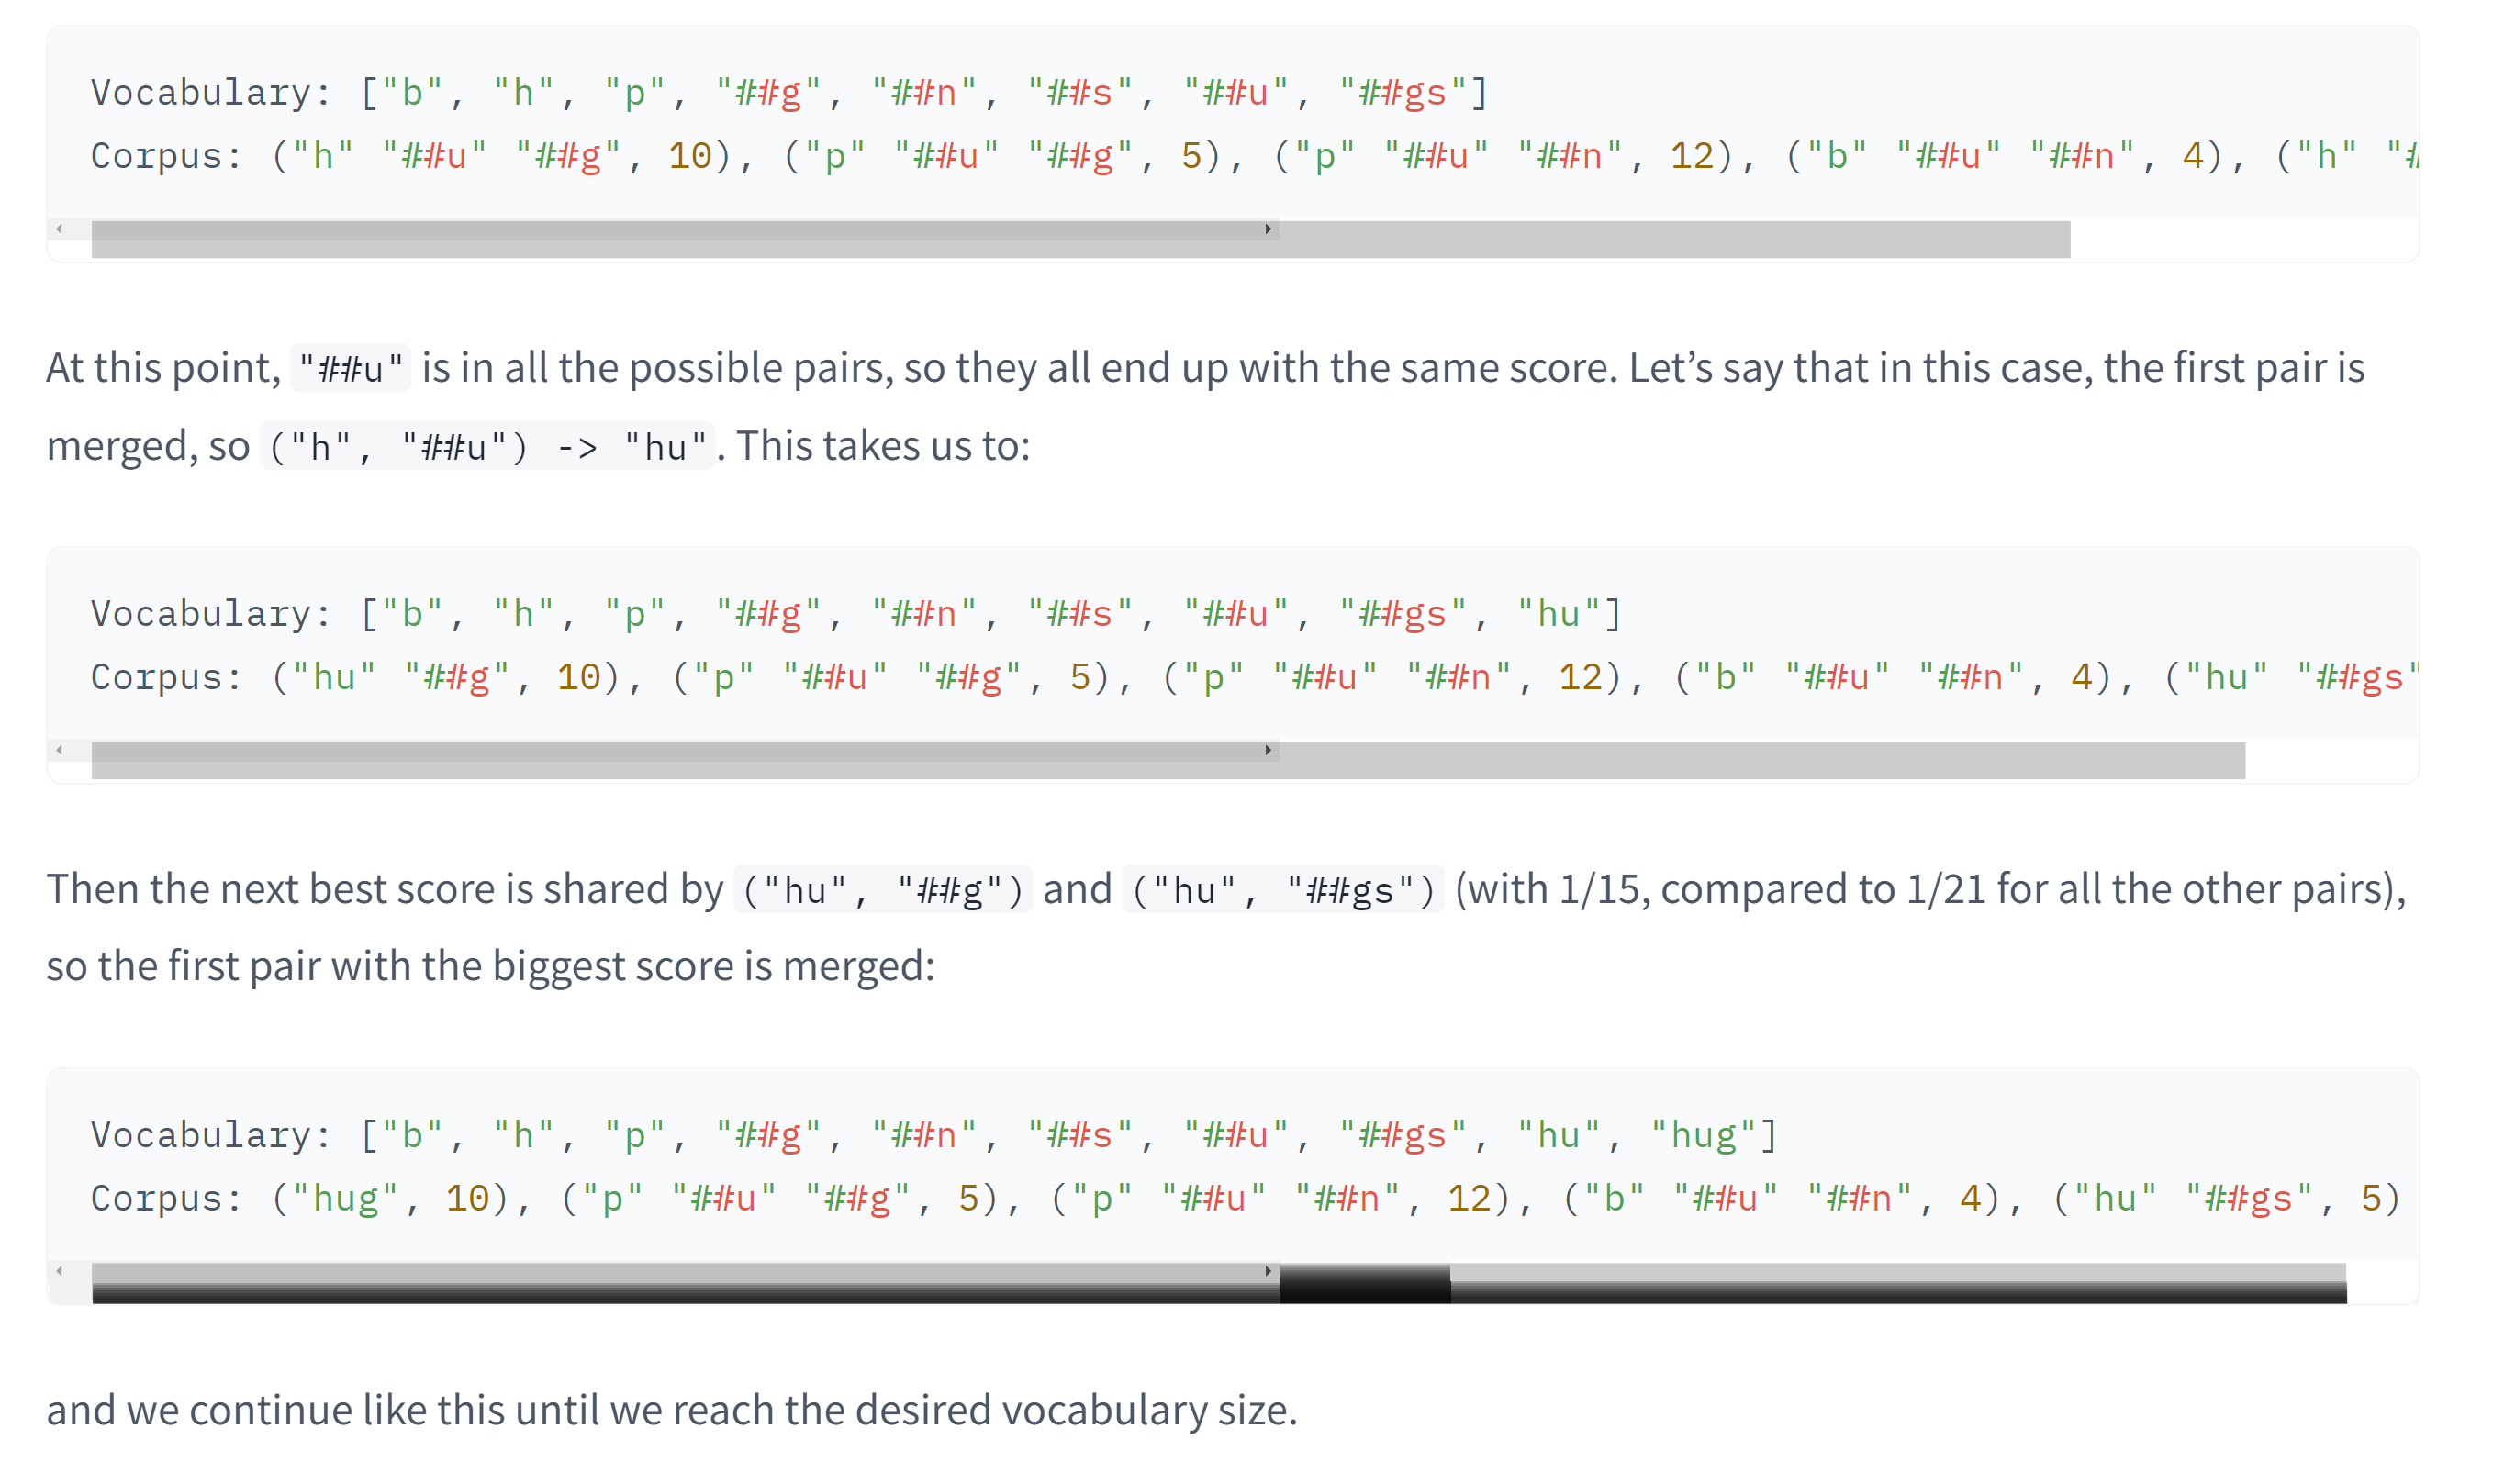 Vocabulary: ["b", "h", "p", "##g", "##n", "##s", "##u", "##gs"]
Corpus: ("h" "##u" "##g", 10), ("p" "##u" "##g", 5), ("p" "##u" "##n", 12), ("b" "##u" "##n", 4), ("h" "#
At this point, "##u" is in all the possible pairs, so they all end up with the same score. Let’s say that in this case, the first pair is
merged, so ("h", "##u") -> "hu". This takes us to:
Vocabulary: ["b", "h", "p", "##g", "##n", "##s", "##u", "##gs", "hu"]
Corpus: ("hu" "##g", 10), ("p" "##u" "##g", 5), ("p" "##u" "##n", 12), ("b" "##u" "##n", 4), ("hu" "##gs"
Then the next best score is shared by ("hu", "##g") and ("hu", "##gs") (with 1/15, compared to 1/21 for all the other pairs),
so the first pair with the biggest score is merged:
Vocabulary: ["b", "h", "p", "##g", "##n", "##s", "##u", "##gs", "hu", "hug"]
Corpus: ("hug", 10), ("p" "##u" "##g", 5), ("p" "##u" "##n", 12), ("b" "##u" "##n", 4), ("hu" "##gs", 5)
and we continue like this until we reach the desired vocabulary size.